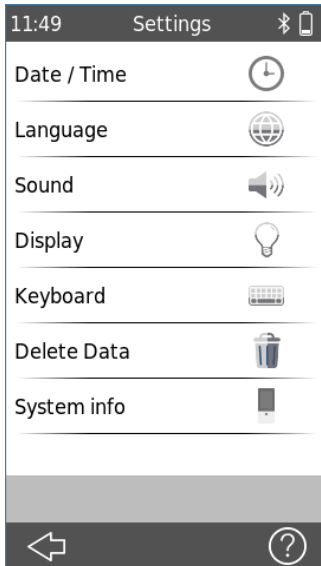 11:49 Settings
Date / Time
Language
Sound
Display
Keyboard
Delete Data
System info
?